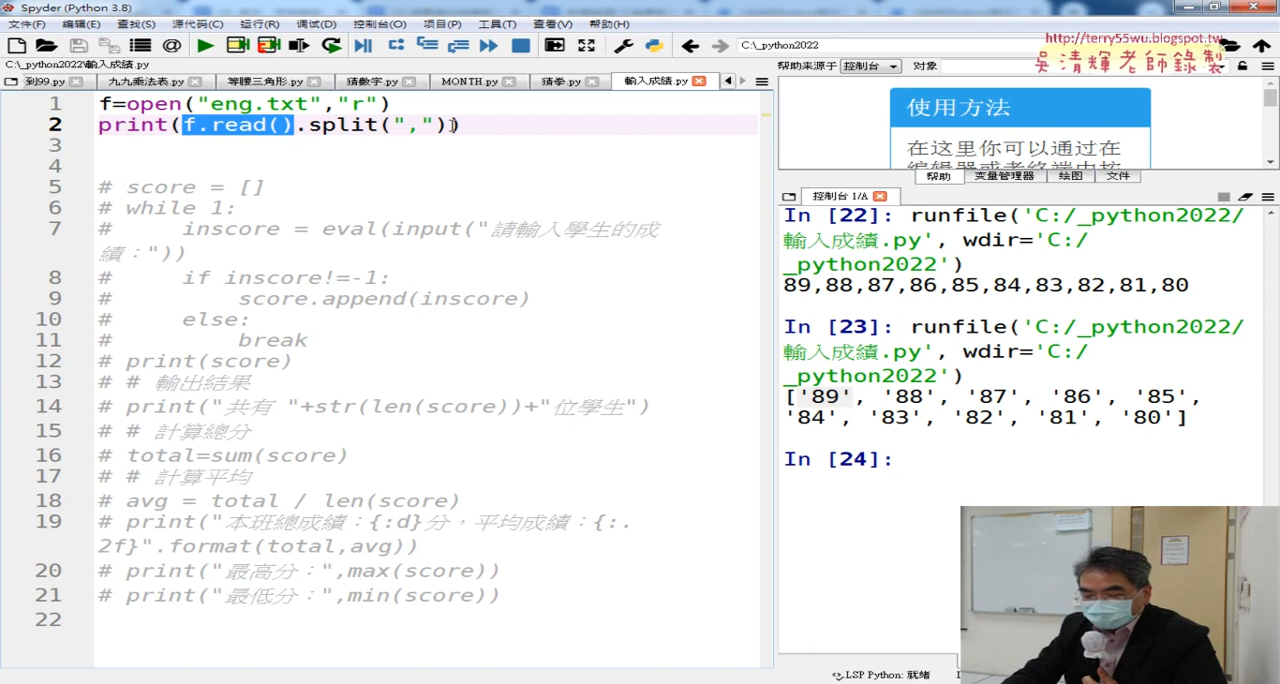 Spyder (Python 3.8)
文件(F) 编辑(E) 查找(S) 源代码(C) 运行(R) 调试(D) 控制台(O) 项目(P) 工具(T) 查看(V) 帮助(H)
C:\_python2022
http://terry55wu.blogspot.tw
吳清輝老師錄製
C:\_python2022\輸入成績.py
帮助来源于 控制台 对象
到99.py 九九乘法表.py 等腰三角形.py 猜數字.py MONTH.py 猜拳.py 輸入成績.py
1 f=open("eng.txt","r")
2 print(f.read().split(","))
3
4
5 # score = []
6 # while 1:
7 # inscore = eval(input("請輸入學生的成
績："))
8 # if inscore!=-1:
9 # score.append(inscore)
10 # else:
11 # break
12 # print(score)
13 # # 輸出結果
14 # print("共有 "+str(len(score))+"位學生")
15 # # 計算總分
16 # total=sum(score)
17 # # 計算平均
18 # avg = total / len(score)
19 # print("本班總成績：{:d}分，平均成績：{:.
2f}".format(total,avg))
20 # print("最高分：",max(score))
21 # print("最低分：",min(score))
22
使用方法
在这里你可以通过在
帮助 变量管理器 绘图 文件
控制台 1/A
In [22]: runfile('C:/_python2022/
輸入成績.py', wdir='C:/
_python2022')
89,88,87,86,85,84,83,82,81,80
In [23]: runfile('C:/_python2022/
輸入成績.py', wdir='C:/
_python2022')
['89', '88', '87', '86', '85',
'84', '83', '82', '81', '80']
In [24]:
LSP Python: 就绪